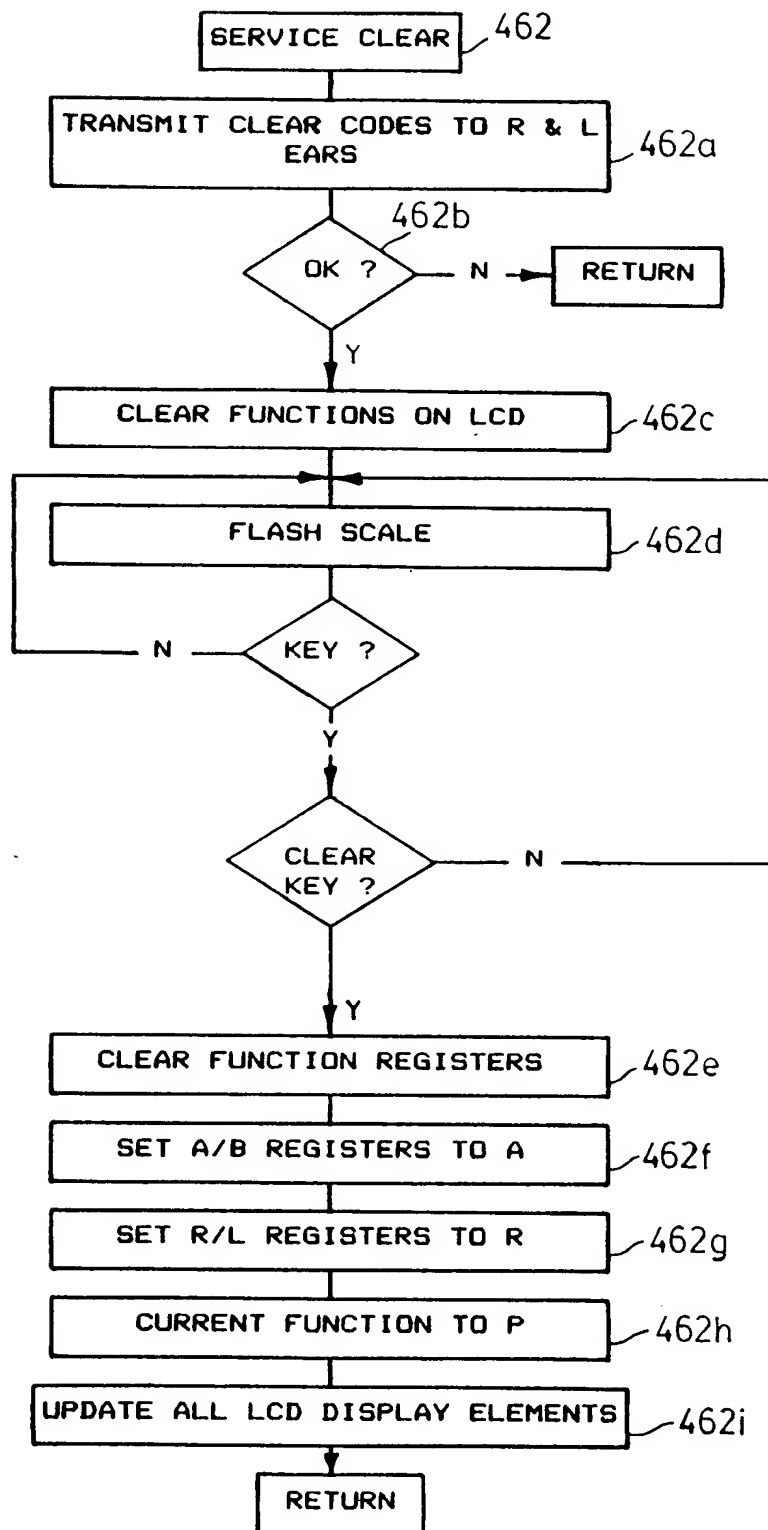 SERVICE CLEAR
462
TRANSMIT CLEAR CODES TO R & L
EARS
462a
462b
OK ?
N
RETURN
Y
CLEAR FUNCTIONS ON LCD
462c
FLASH SCALE
462d
N
KEY ?
Y
CLEAR
KEY ?
N
Y
CLEAR FUNCTION REGISTERS
462e
SET A/B REGISTERS TO A
462f
SET R/L REGISTERS TO R
462g
CURRENT FUNCTION TO P
462h
UPDATE ALL LCD DISPLAY ELEMENTS
462i
RETURN